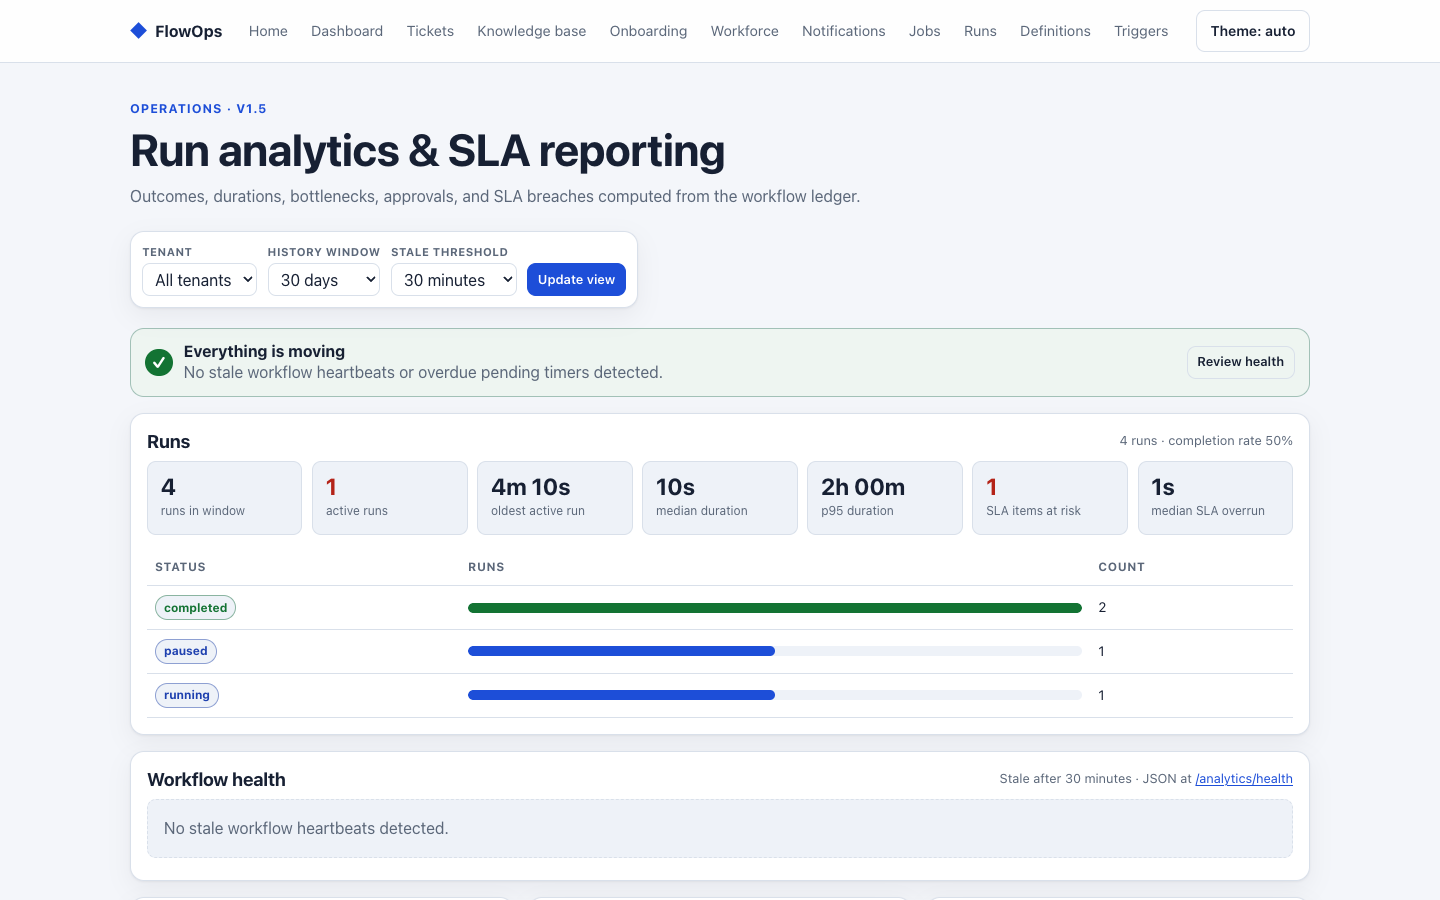 FlowOps Home Dashboard Tickets Knowledge base Onboarding Workforce Notifications Jobs Runs Definitions Triggers Theme: auto
OPERATIONS · V1.5
Run analytics & SLA reporting
Outcomes, durations, bottlenecks, approvals, and SLA breaches computed from the workflow ledger.
TENANT HISTORY WINDOW STALE THRESHOLD
All tenants 30 days 30 minutes Update view
Everything is moving
No stale workflow heartbeats or overdue pending timers detected.
Review health
Runs 4 runs · completion rate 50%
4 1 4m 10s 10s 2h 00m 1 1s
runs in window active runs oldest active run median duration p95 duration SLA items at risk median SLA overrun
STATUS RUNS COUNT
completed 2
paused 1
running 1
Workflow health Stale after 30 minutes · JSON at /analytics/health
No stale workflow heartbeats detected.